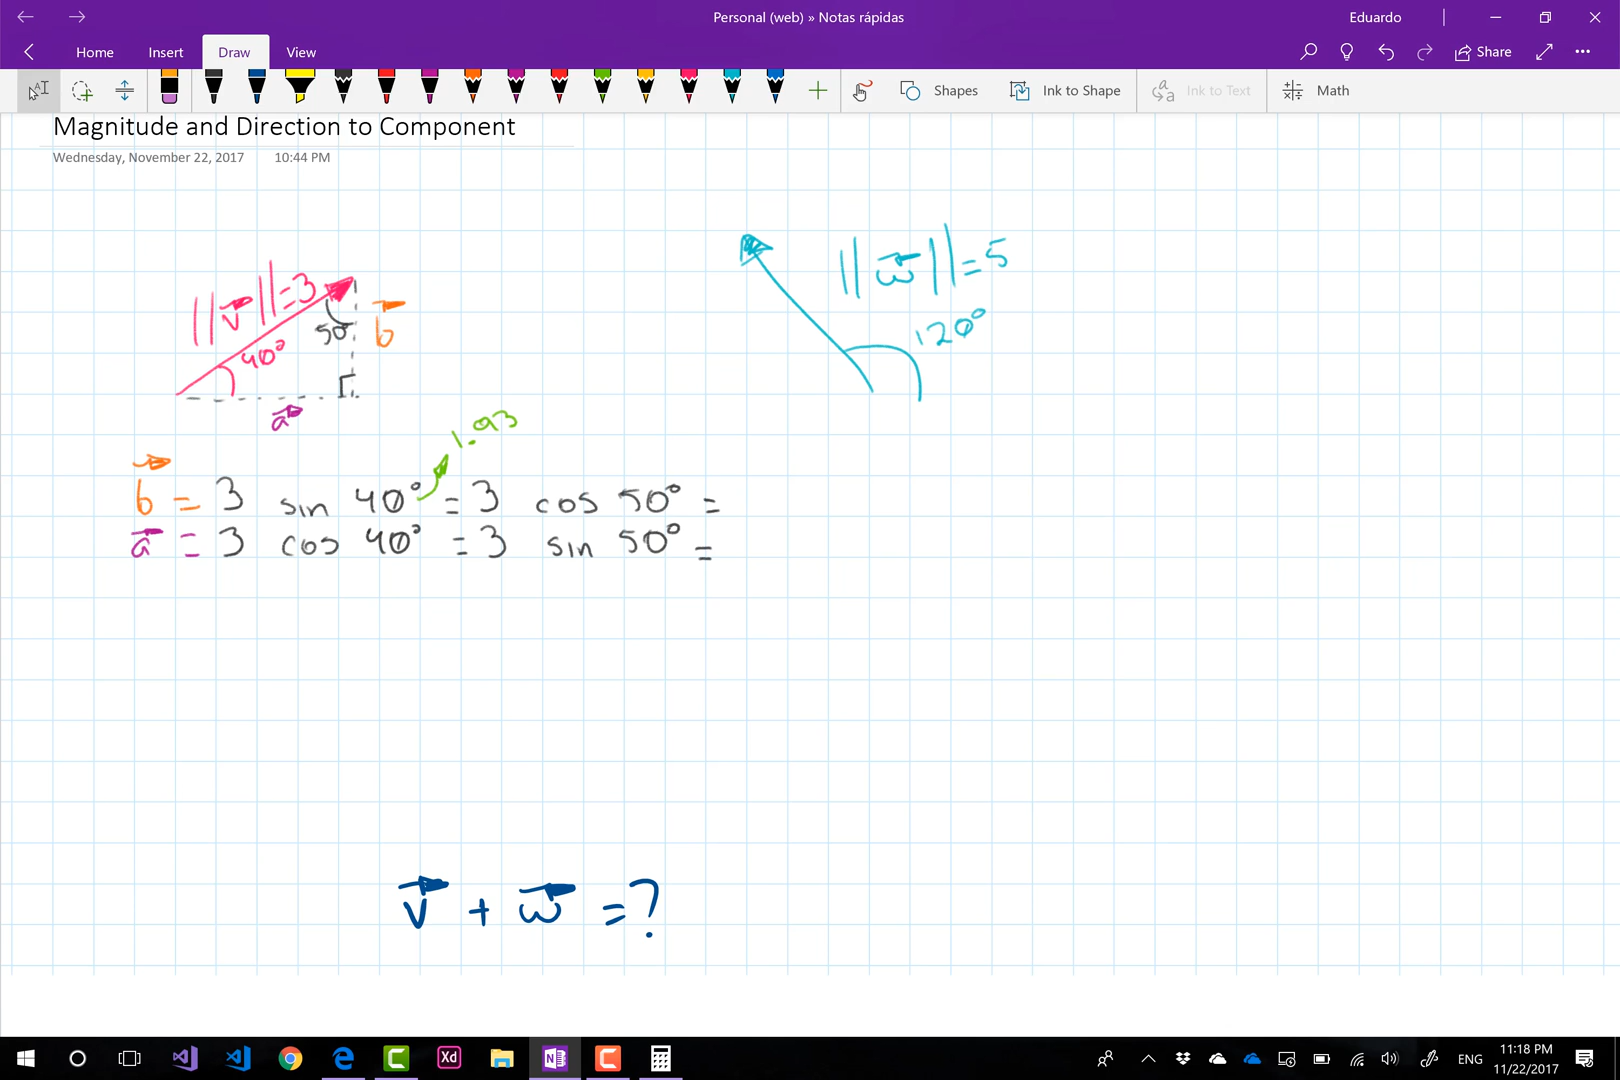 Personal (web) » Notas rápidas
Eduardo
Home Insert Draw View
Share
Shapes Ink to Shape Ink to Text Math
Magnitude and Direction to Component
Wednesday, November 22, 2017 10:44 PM
||v|| = 3
50°
b
40°
a
||w|| = 5
120°
1.93
b = 3 sin 40° = 3 cos 50° =
a = 3 cos 40° = 3 sin 50° =
v + w = ?
Xd
N
ENG
11:18 PM
11/22/2017